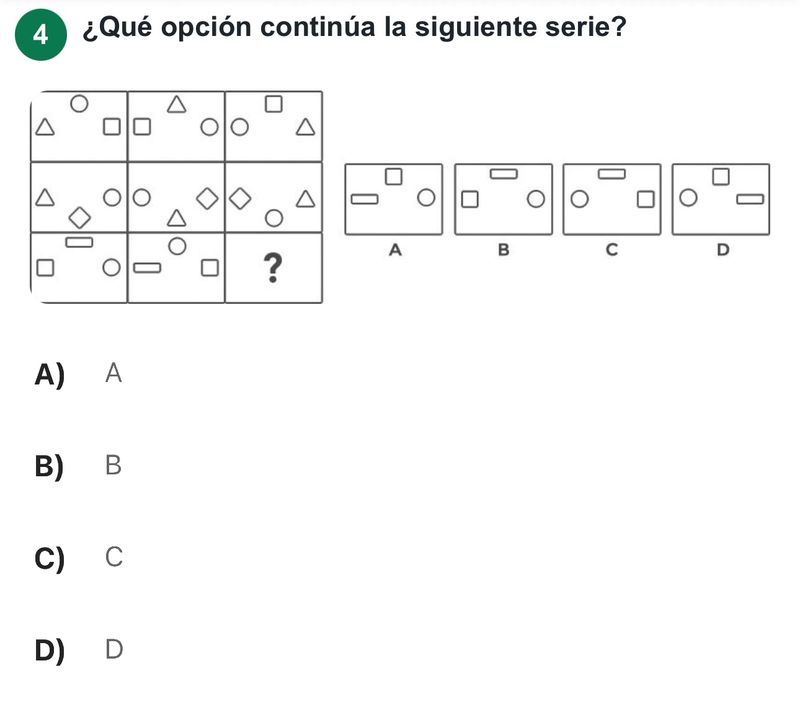 4 ¿Qué opción continúa la siguiente serie?
?
A B C D
A) A
B) B
C) C
D) D